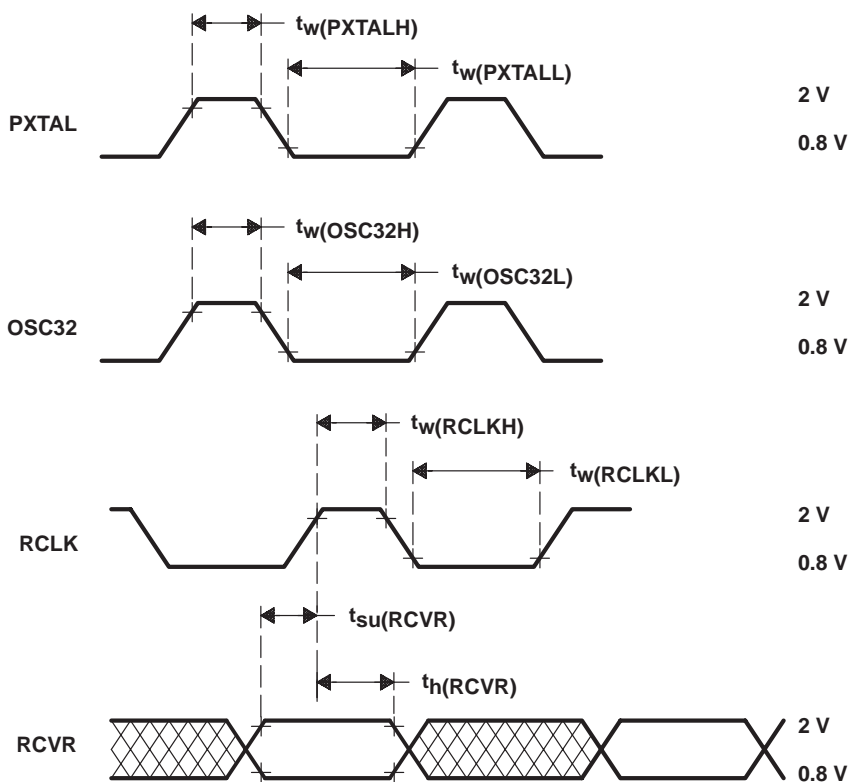 tw(PXTALH)
tw(PXTALL)
PXTAL
2 V
0.8 V
tw(OSC32H)
tw(OSC32L)
OSC32
2 V
0.8 V
tw(RCLKH)
tw(RCLKL)
RCLK
2 V
0.8 V
tsu(RCVR)
th(RCVR)
RCVR
2 V
0.8 V